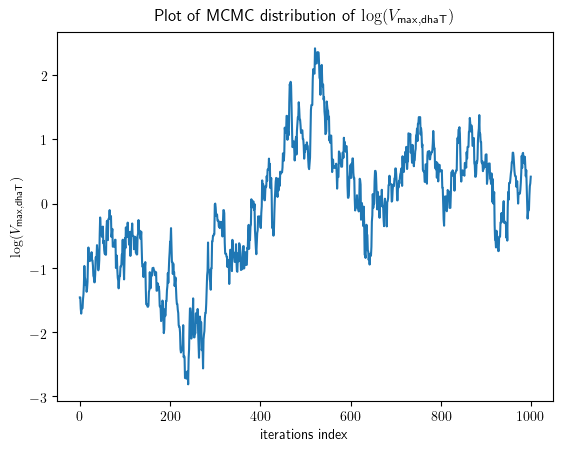 Plot of MCMC distribution of log(V_max,dhaT)
log(V_max,dhaT)
2
1
0
−1
−2
−3
0 200 400 600 800 1000
iterations index